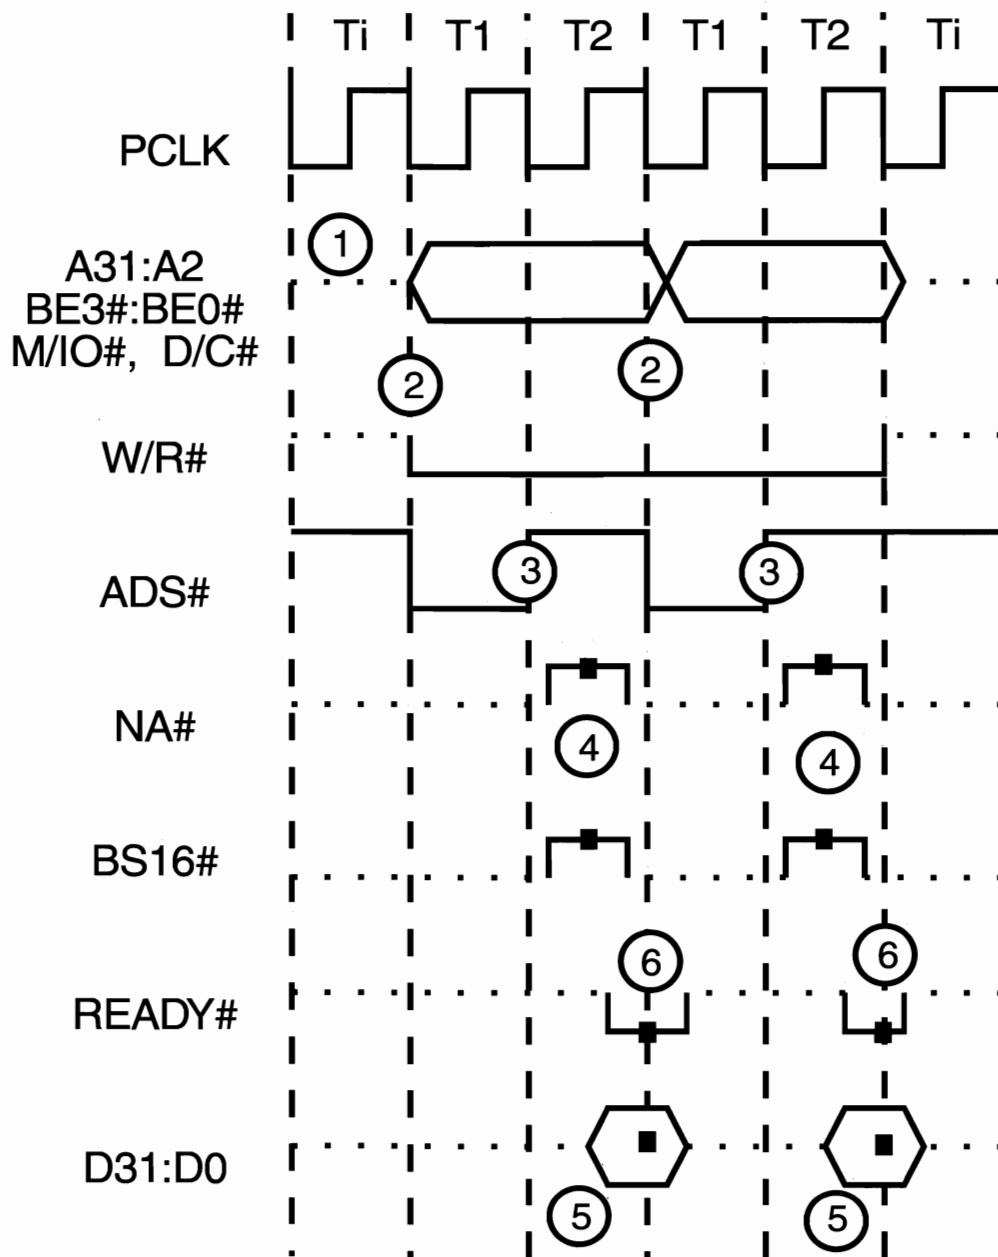 Ti T1 T2 T1 T2 Ti
PCLK
1
A31:A2
BE3#:BE0#
M/IO#, D/C#
2 2
W/R#
ADS#
3 3
NA#
4 4
BS16#
6 6
READY#
D31:D0
5 5